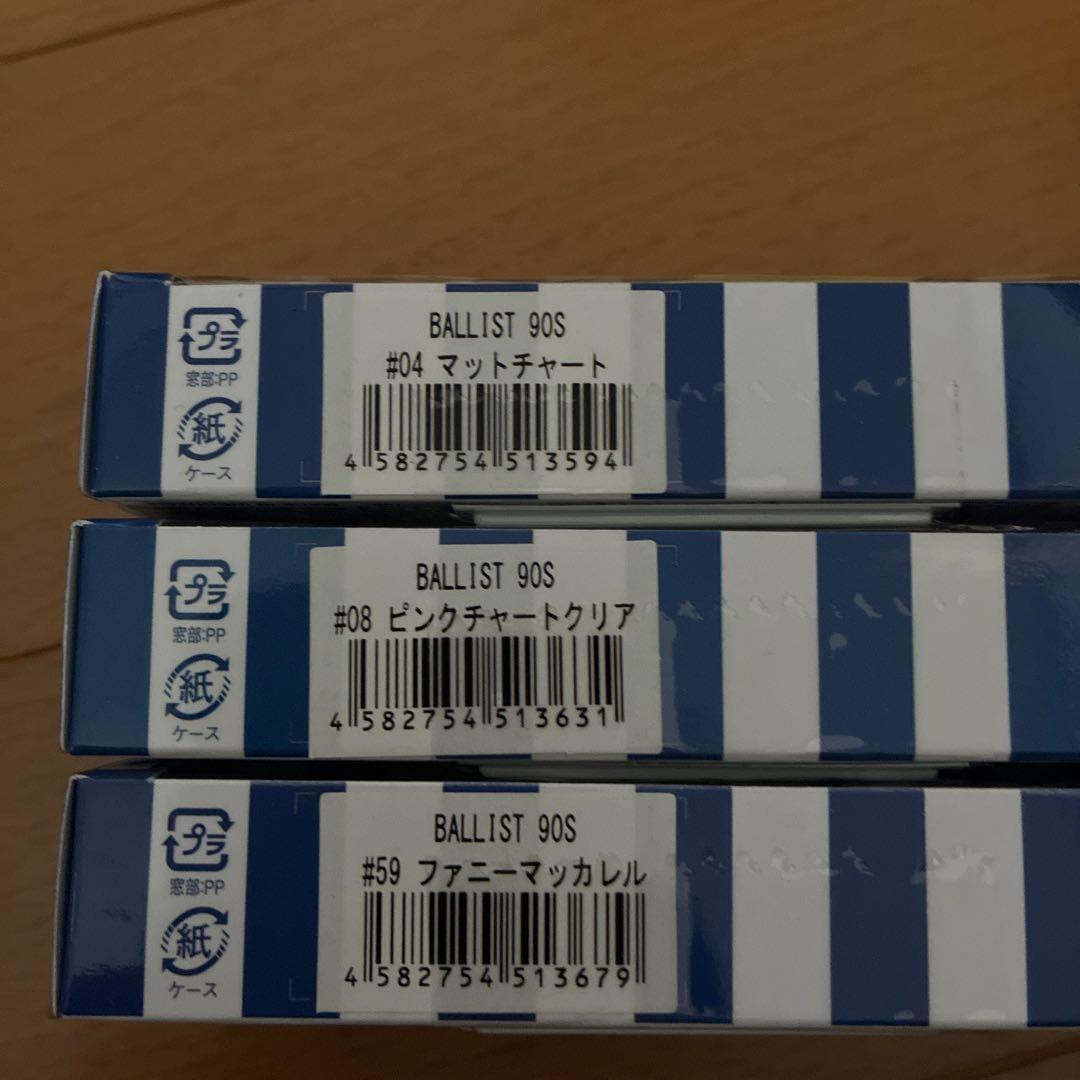 プラ
窓部:PP
紙
ケース
BALLIST 90S
#04 マットチャート
4 582754 513594
プラ
窓部:PP
紙
ケース
BALLIST 90S
#08 ピンクチャートクリア
4 582754 513631
プラ
窓部:PP
紙
ケース
BALLIST 90S
#59 ファニーマッカレル
4 582754 513679